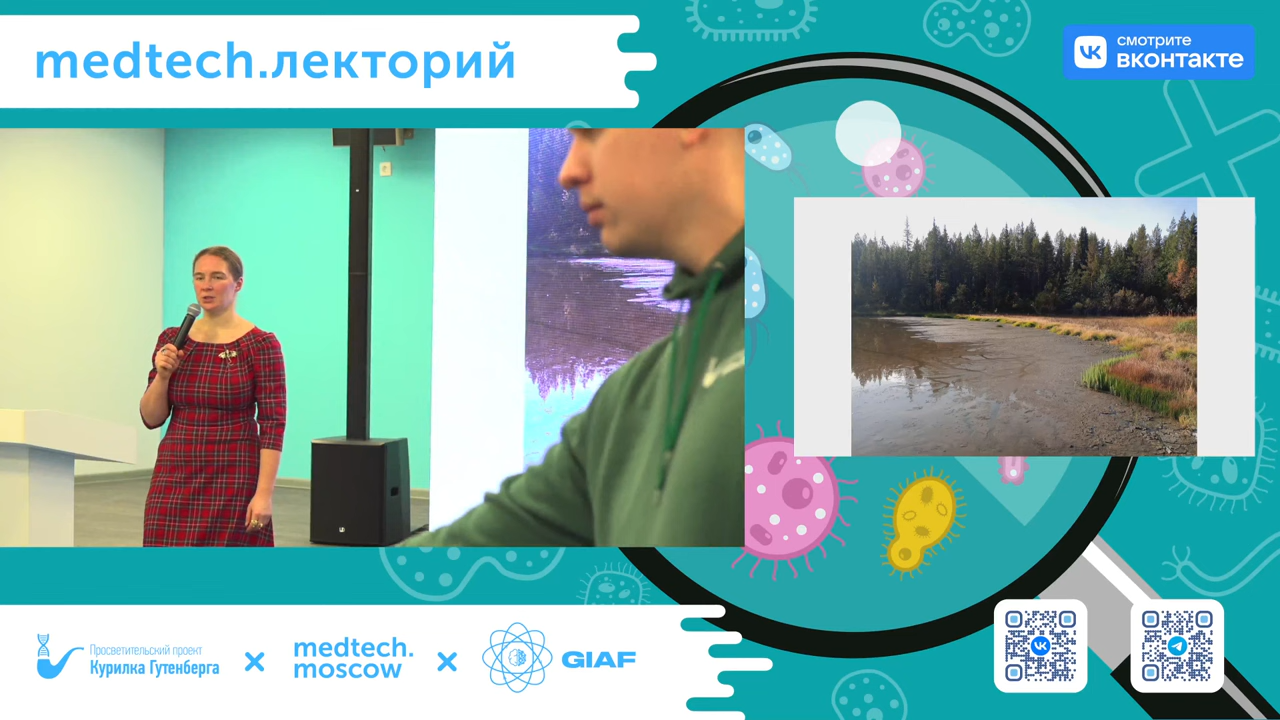 medtech.лекторий
смотрите
вконтакте
Просветительский проект
Курилка Гутенберга
medtech.
moscow
GIAF